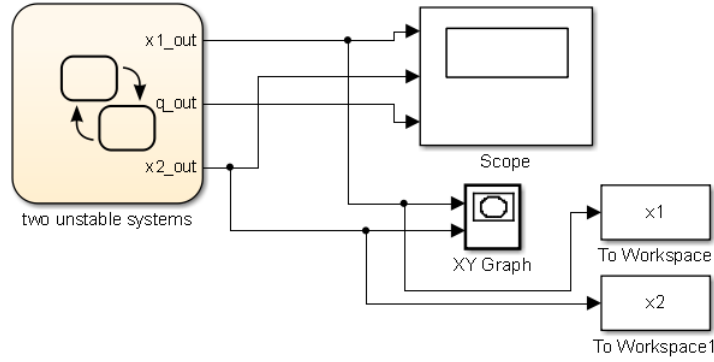 x1_out
q_out
x2_out
two unstable systems
Scope
XY Graph
x1
To Workspace
x2
To Workspace1